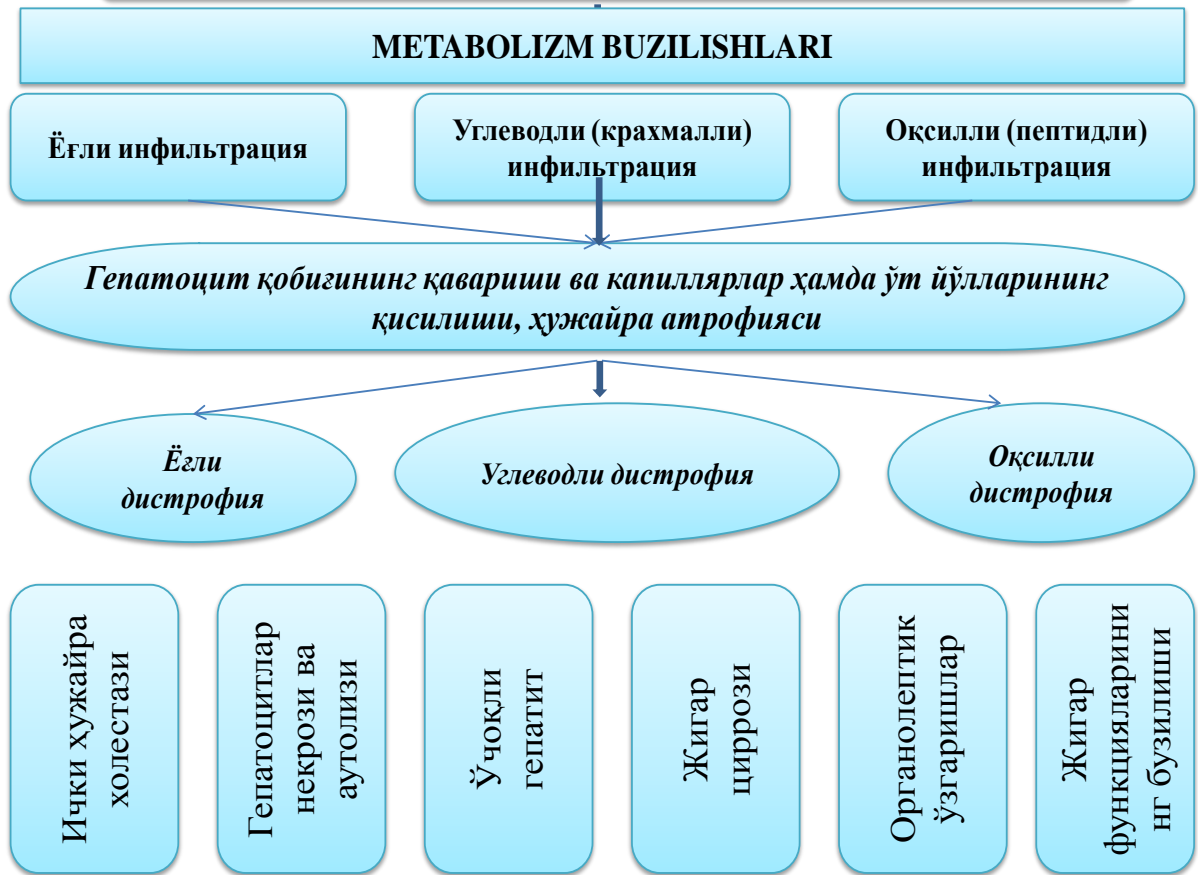 METABOLIZM BUZILISHLARI
Ёғли инфильтрация
Углеводли (крахмалли)
инфильтрация
Оқсилли (пептидли)
инфильтрация
Гепатоцит қобиғининг қавариши ва капиллярлар ҳамда ўт йўлларининг
қисилиши, ҳужайра атрофияси
Ёғли
дистрофия
Углеводли дистрофия
Оқсилли
дистрофия
Ички ҳужайра
холестази
Гепатоцитлар
некрози ва
аутолизи
Ўчоқли
гепатит
Жигар
циррози
Органолептик
ўзгаришлар
Жигар
функцияларини
нг бузилиши